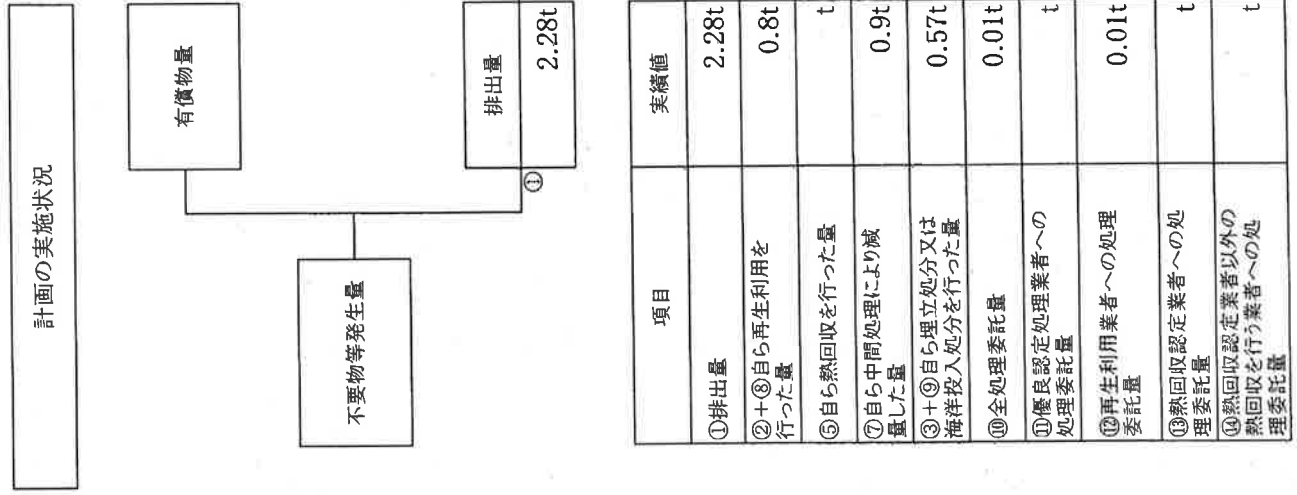 計画の実施状況
不要物等発生量
有償物量
①
排出量
2.28t
項目
実績値
①排出量
2.28t
②+⑧自ら再生利用を
行った量
0.8t
⑤自ら熱回収を行った量
t
⑦自ら中間処理により減
量した量
0.9t
③+⑨自ら埋立処分又は
海洋投入処分を行った量
0.57t
⑩全処理委託量
0.01t
⑪優良認定処理業者への
処理委託量
t
⑫再生利用業者への処理
委託量
0.01t
⑬熱回収認定業者への処
理委託量
t
⑭熱回収認定業者以外の
熱回収を行う業者への処
理委託量
t